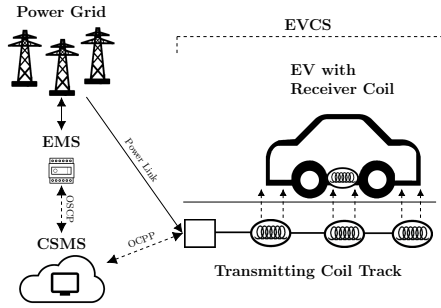 Power Grid
EVCS
EV with
Receiver Coil
EMS
Power Link
OSCP
CSMS
OCPP
Transmitting Coil Track